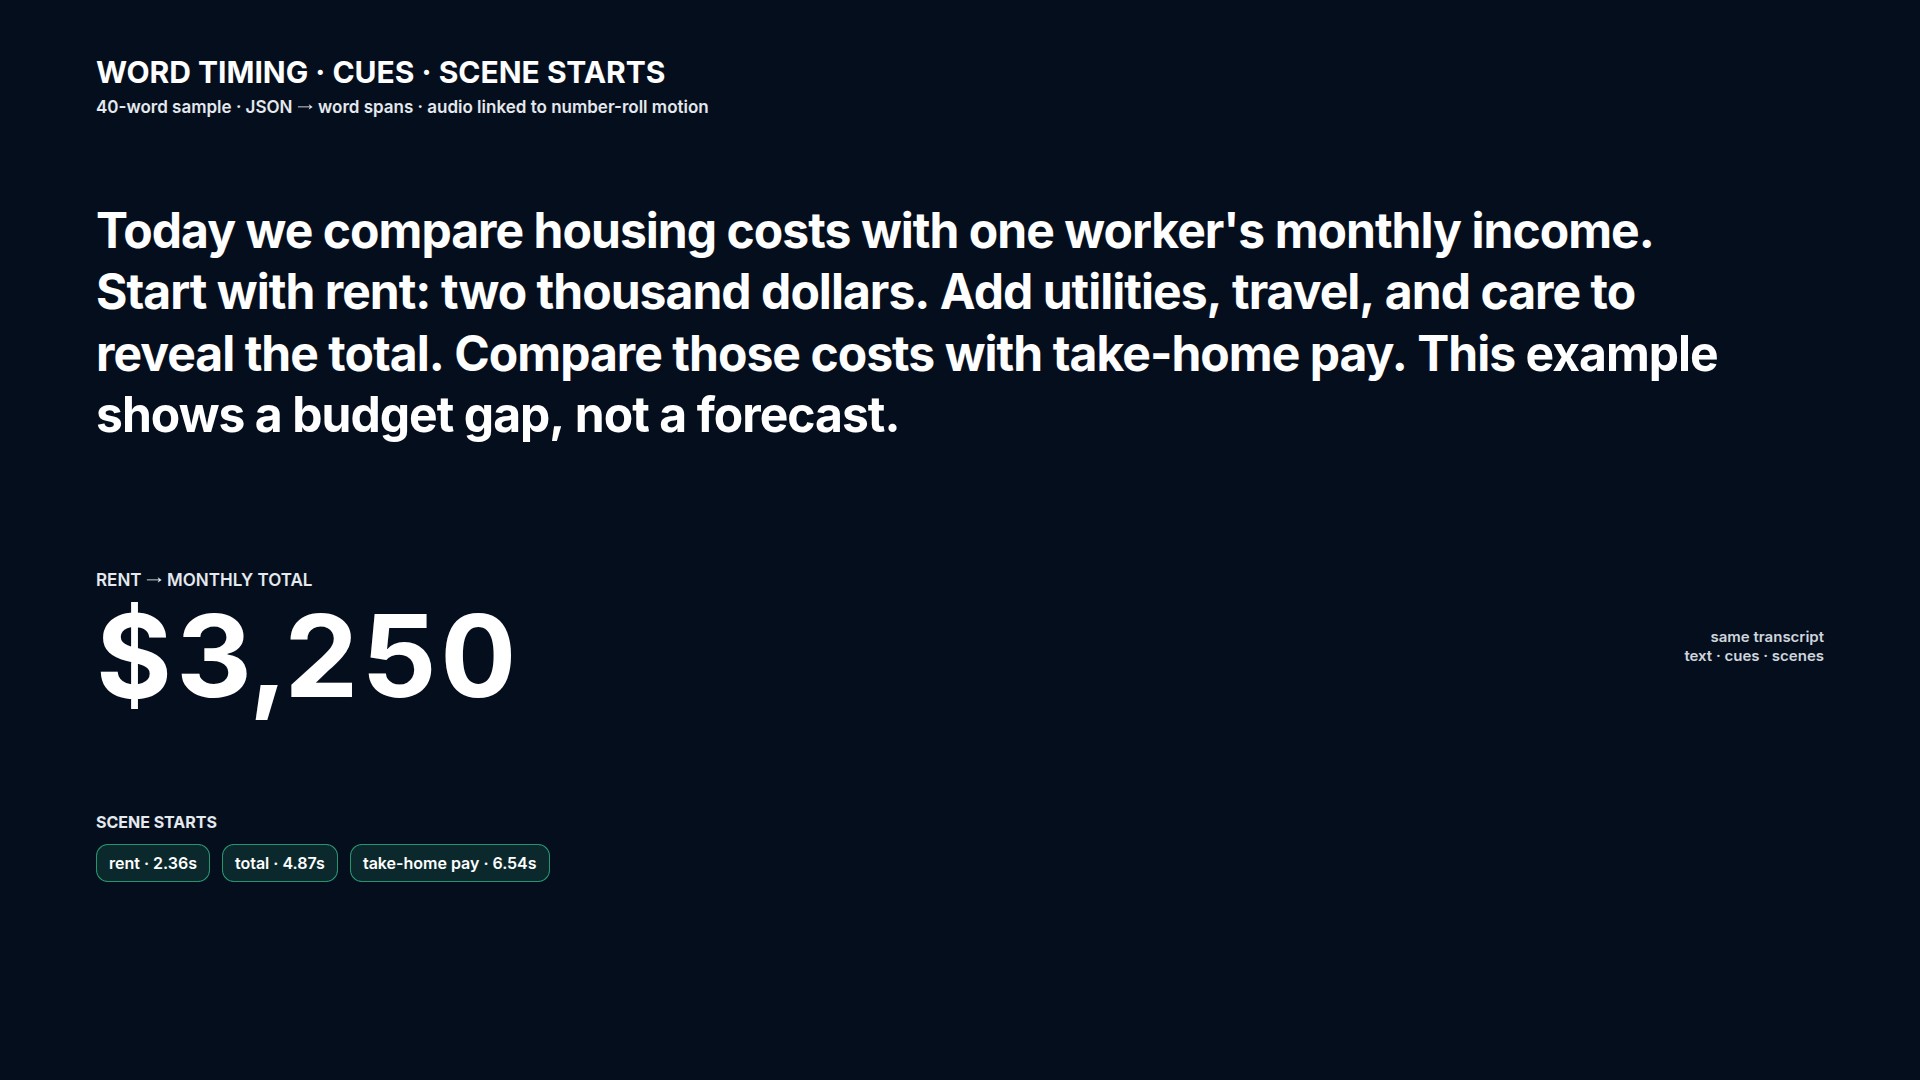 WORD TIMING · CUES · SCENE STARTS
40-word sample · JSON → word spans · audio linked to number-roll motion
Today we compare housing costs with one worker's monthly income.
Start with rent: two thousand dollars. Add utilities, travel, and care to
reveal the total. Compare those costs with take-home pay. This example
shows a budget gap, not a forecast.
RENT → MONTHLY TOTAL
$3,250
same transcript
text · cues · scenes
SCENE STARTS
rent · 2.36s
total · 4.87s
take-home pay · 6.54s